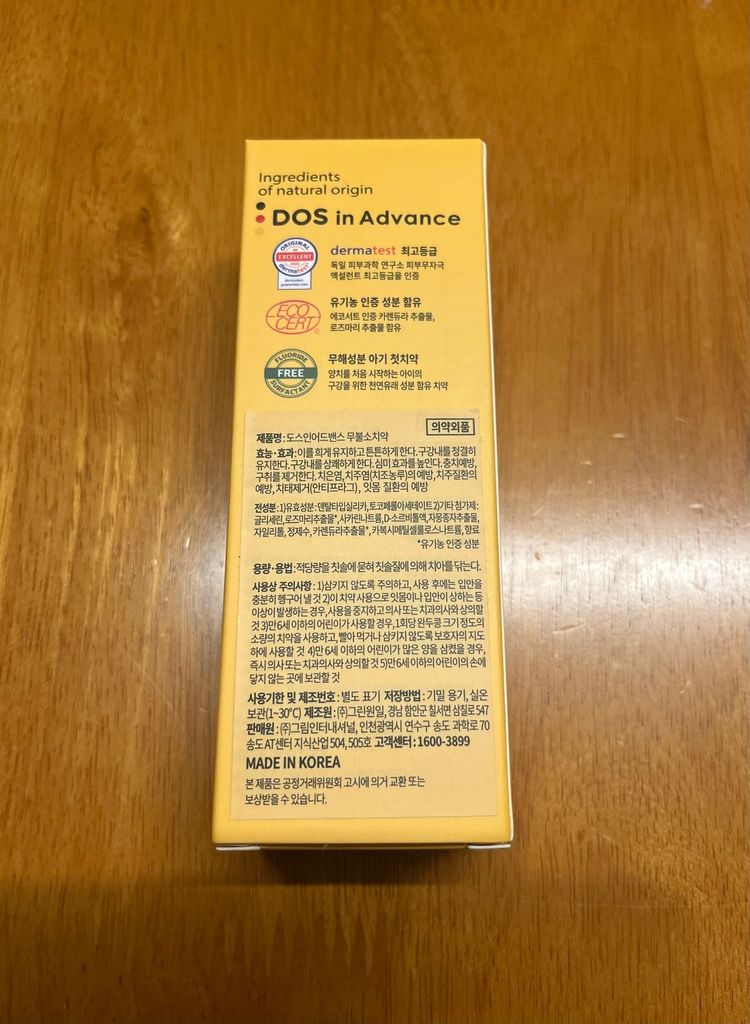 Ingredients
of natural origin
DOS in Advance
ORIGINAL
EXCELLENT
dermatest
dermatest 최고등급
독일 피부과학 연구소 피부무자극
엑설런트 최고등급을 인증
ECO
CERT
유기농 인증 성분 함유
에코서트 인증 카렌듀라 추출물,
로즈마리 추출물 함유
FLUORIDE
FREE
SURFACTANT
무해성분 아기 첫치약
양치를 처음 시작하는 아이의
구강을 위한 천연유래 성분 함유 치약
의약외품
제품명 : 도스인어드밴스 무불소치약
효능·효과 : 이를 희게 유지하고 튼튼하게 한다. 구강내를 청결히
유지한다. 구강내를 상쾌하게 한다. 심미 효과를 높인다. 충치예방,
구취를 제거한다. 치은염, 치주염(치조농루)의 예방, 치주질환의
예방, 치태제거(안티프라그), 잇몸 질환의 예방
전성분 : 1)유효성분 : 덴탈타입실리카, 토코페롤아세테이트 2)기타 첨가제 :
글리세린, 로즈마리추출물*, 사카린나트륨, D-소르비톨액, 자몽종자추출물,
자일리톨, 정제수, 카렌듀라추출물*, 카복시메틸셀룰로스나트륨, 향료
*유기농 인증 성분
용량·용법 : 적당량을 칫솔에 묻혀 칫솔질에 의해 치아를 닦는다.
사용상 주의사항 : 1)삼키지 않도록 주의하고, 사용 후에는 입안을
충분히 헹구어 낼 것 2)이 치약 사용으로 잇몸이나 입안이 상하는 등
이상이 발생하는 경우, 사용을 중지하고 의사 또는 치과의사와 상의할
것 3)만 6세 이하의 어린이가 사용할 경우, 1회당 완두콩 크기 정도의
소량의 치약을 사용하고, 빨아 먹거나 삼키지 않도록 보호자의 지도
하에 사용할 것 4)만 6세 이하의 어린이가 많은 양을 삼켰을 경우,
즉시 의사 또는 치과의사와 상의할 것 5)만 6세 이하의 어린이의 손에
닿지 않는 곳에 보관할 것
사용기한 및 제조번호 : 별도 표기 저장방법 : 기밀 용기, 실온
보관(1~30℃) 제조원 : (주)그린원일, 경남 함안군 칠서면 삼칠로 547
판매원 : (주)그림인터내셔널, 인천광역시 연수구 송도 과학로 70
송도 AT센터 지식산업 504, 505호 고객센터 : 1600-3899
MADE IN KOREA
본 제품은 공정거래위원회 고시에 의거 교환 또는
보상받을 수 있습니다.